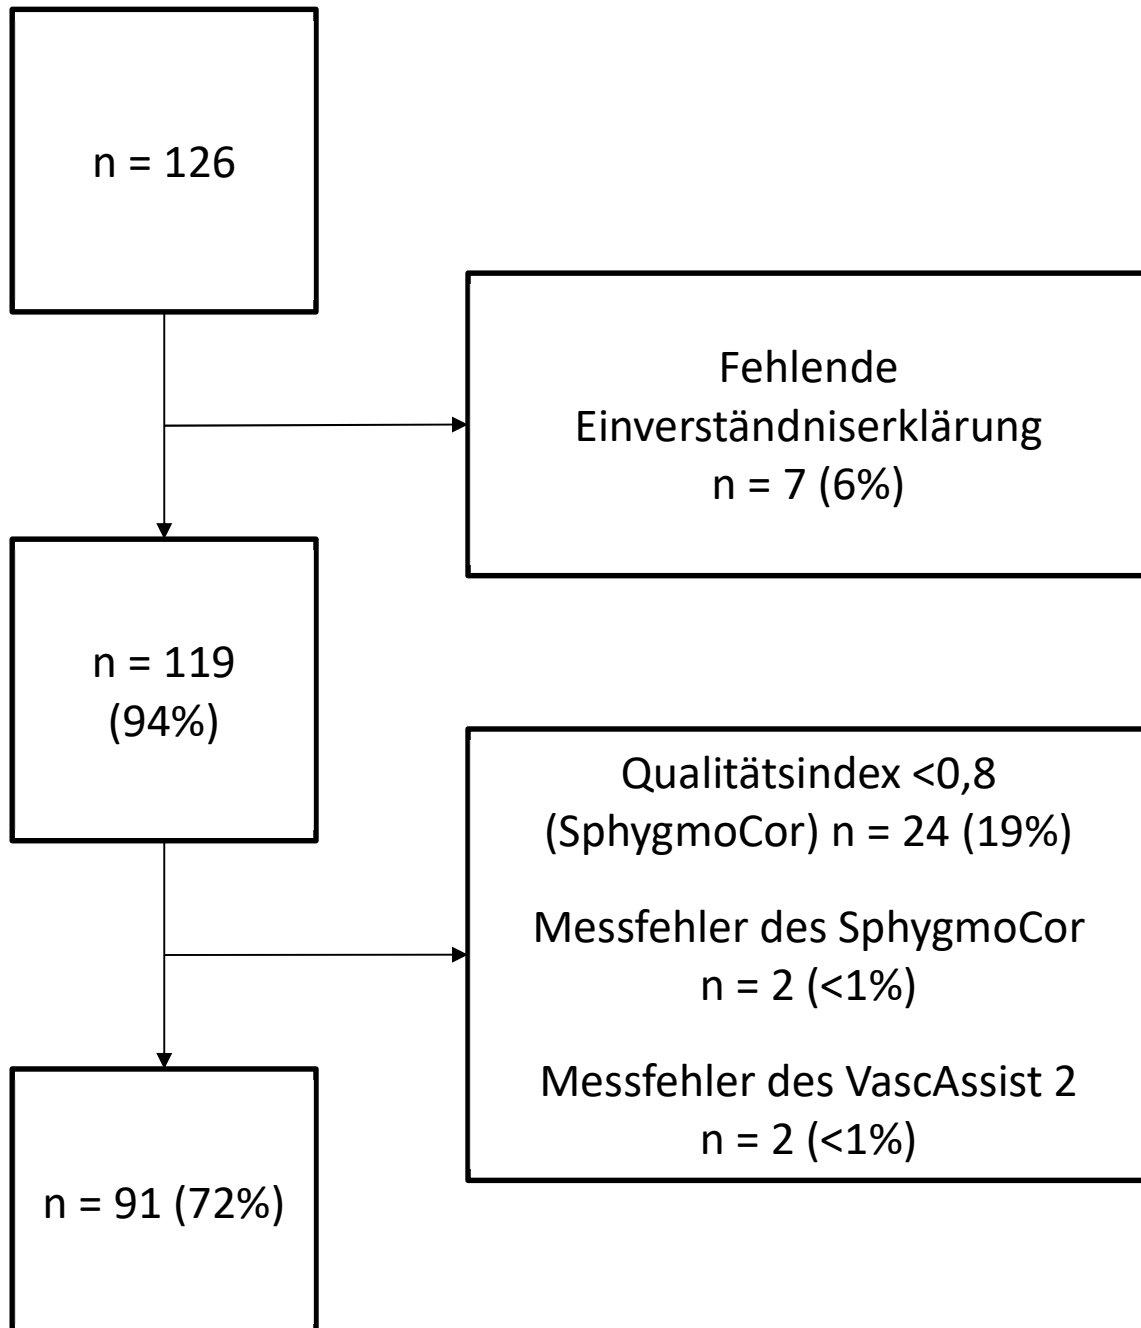 n = 126
Fehlende
Einverständniserklärung
n = 7 (6%)
n = 119
(94%)
Qualitätsindex <0,8
(SphygmoCor) n = 24 (19%)
Messfehler des SphygmoCor
n = 2 (<1%)
Messfehler des VascAssist 2
n = 2 (<1%)
n = 91 (72%)